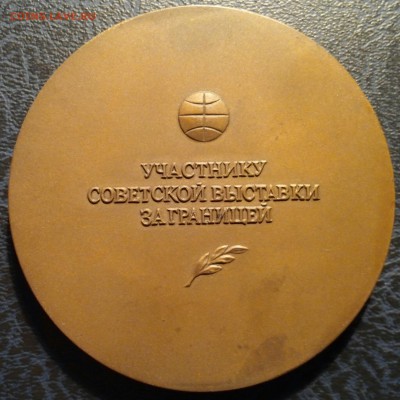 УЧАСТНИКУ
СОВЕТСКОЙ ВЫСТАВКИ
ЗА ГРАНИЦЕЙ